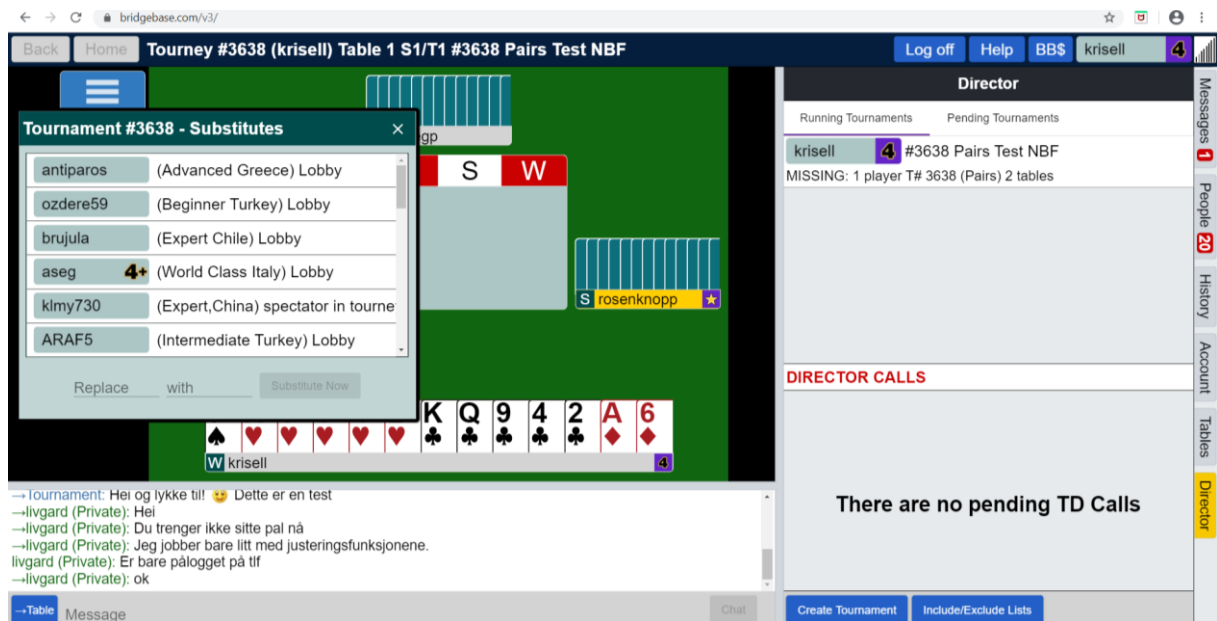 bridgebase.com/v3/
Back Home Tourney #3638 (krisell) Table 1 S1/T1 #3638 Pairs Test NBF Log off Help BB$ krisell 4
Tournament #3638 - Substitutes ×
antiparos (Advanced Greece) Lobby
ozdere59 (Beginner Turkey) Lobby
brujula (Expert Chile) Lobby
aseg 4+ (World Class Italy) Lobby
klmy730 (Expert,China) spectator in tourne
ARAF5 (Intermediate Turkey) Lobby
Replace with Substitute Now
gp
S W
S rosenknopp
K Q 9 4 2 A 6
W krisell 4
→Tournament: Hei og lykke til! 😉 Dette er en test
→livgard (Private): Hei
→livgard (Private): Du trenger ikke sitte pal nå
→livgard (Private): Jeg jobber bare litt med justeringsfunksjonene.
livgard (Private): Er bare pålogget på tlf
→livgard (Private): ok
→Table Message Chat
Director
Running Tournaments Pending Tournaments
krisell 4 #3638 Pairs Test NBF
MISSING: 1 player T# 3638 (Pairs) 2 tables
DIRECTOR CALLS
There are no pending TD Calls
Create Tournament Include/Exclude Lists
Messages 1
People 20
History
Account
Tables
Director